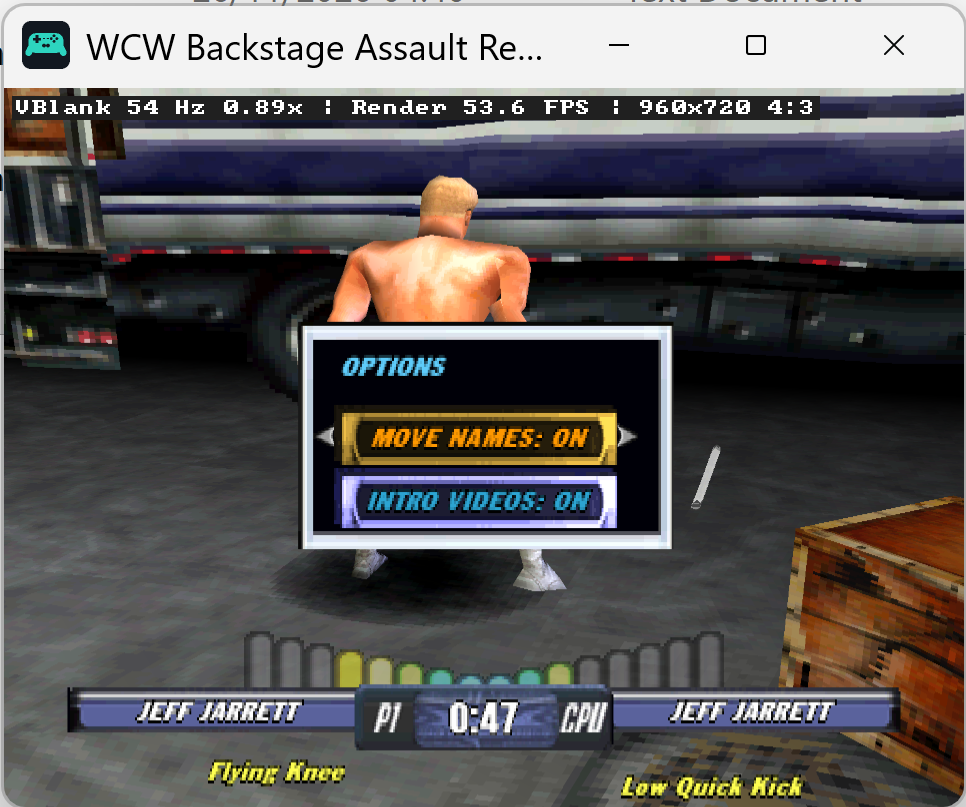 WCW Backstage Assault Re...
VBlank 54 Hz 0.89x | Render 53.6 FPS | 960x720 4:3
OPTIONS
MOVE NAMES: ON
INTRO VIDEOS: ON
JEFF JARRETT P1 0:47 CPU JEFF JARRETT
Flying Knee
Low Quick Kick